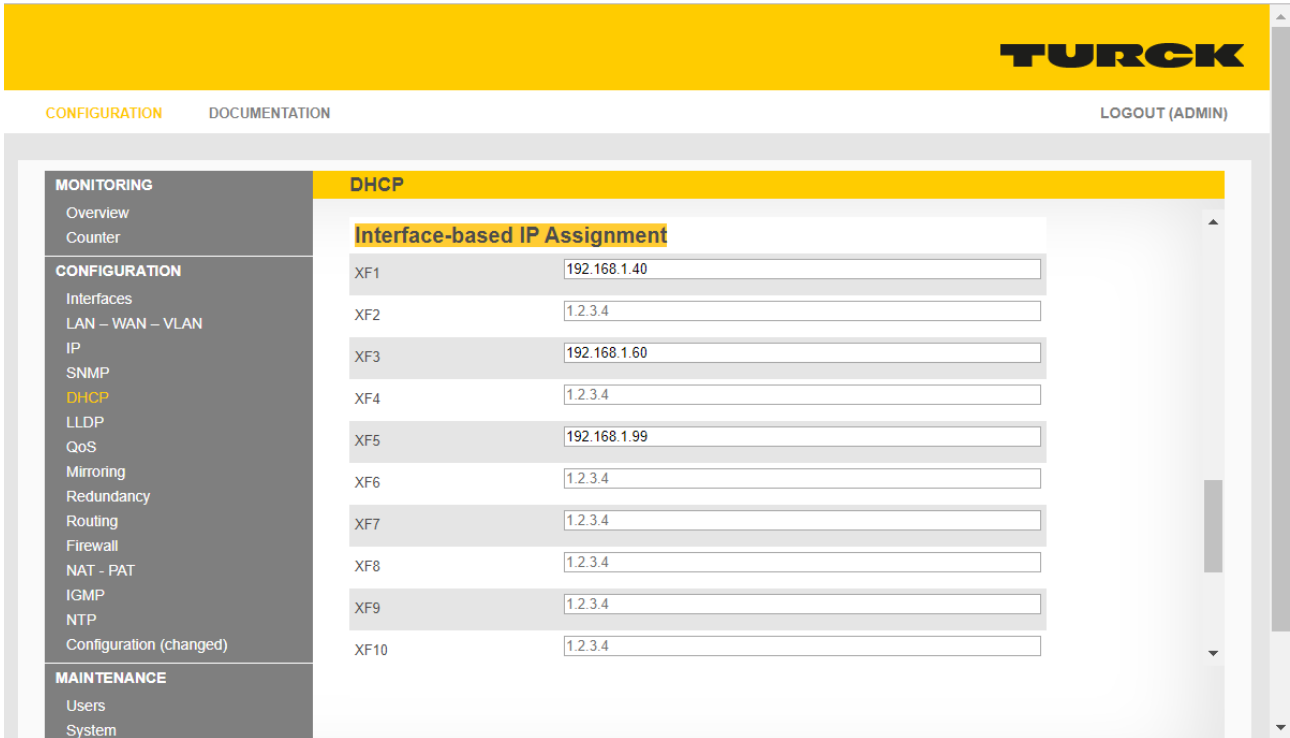 TURCK
CONFIGURATION DOCUMENTATION LOGOUT (ADMIN)
MONITORING
Overview
Counter
CONFIGURATION
Interfaces
LAN – WAN – VLAN
IP
SNMP
DHCP
LLDP
QoS
Mirroring
Redundancy
Routing
Firewall
NAT - PAT
IGMP
NTP
Configuration (changed)
MAINTENANCE
Users
System
DHCP
Interface-based IP Assignment
XF1 192.168.1.40
XF2 1.2.3.4
XF3 192.168.1.60
XF4 1.2.3.4
XF5 192.168.1.99
XF6 1.2.3.4
XF7 1.2.3.4
XF8 1.2.3.4
XF9 1.2.3.4
XF10 1.2.3.4